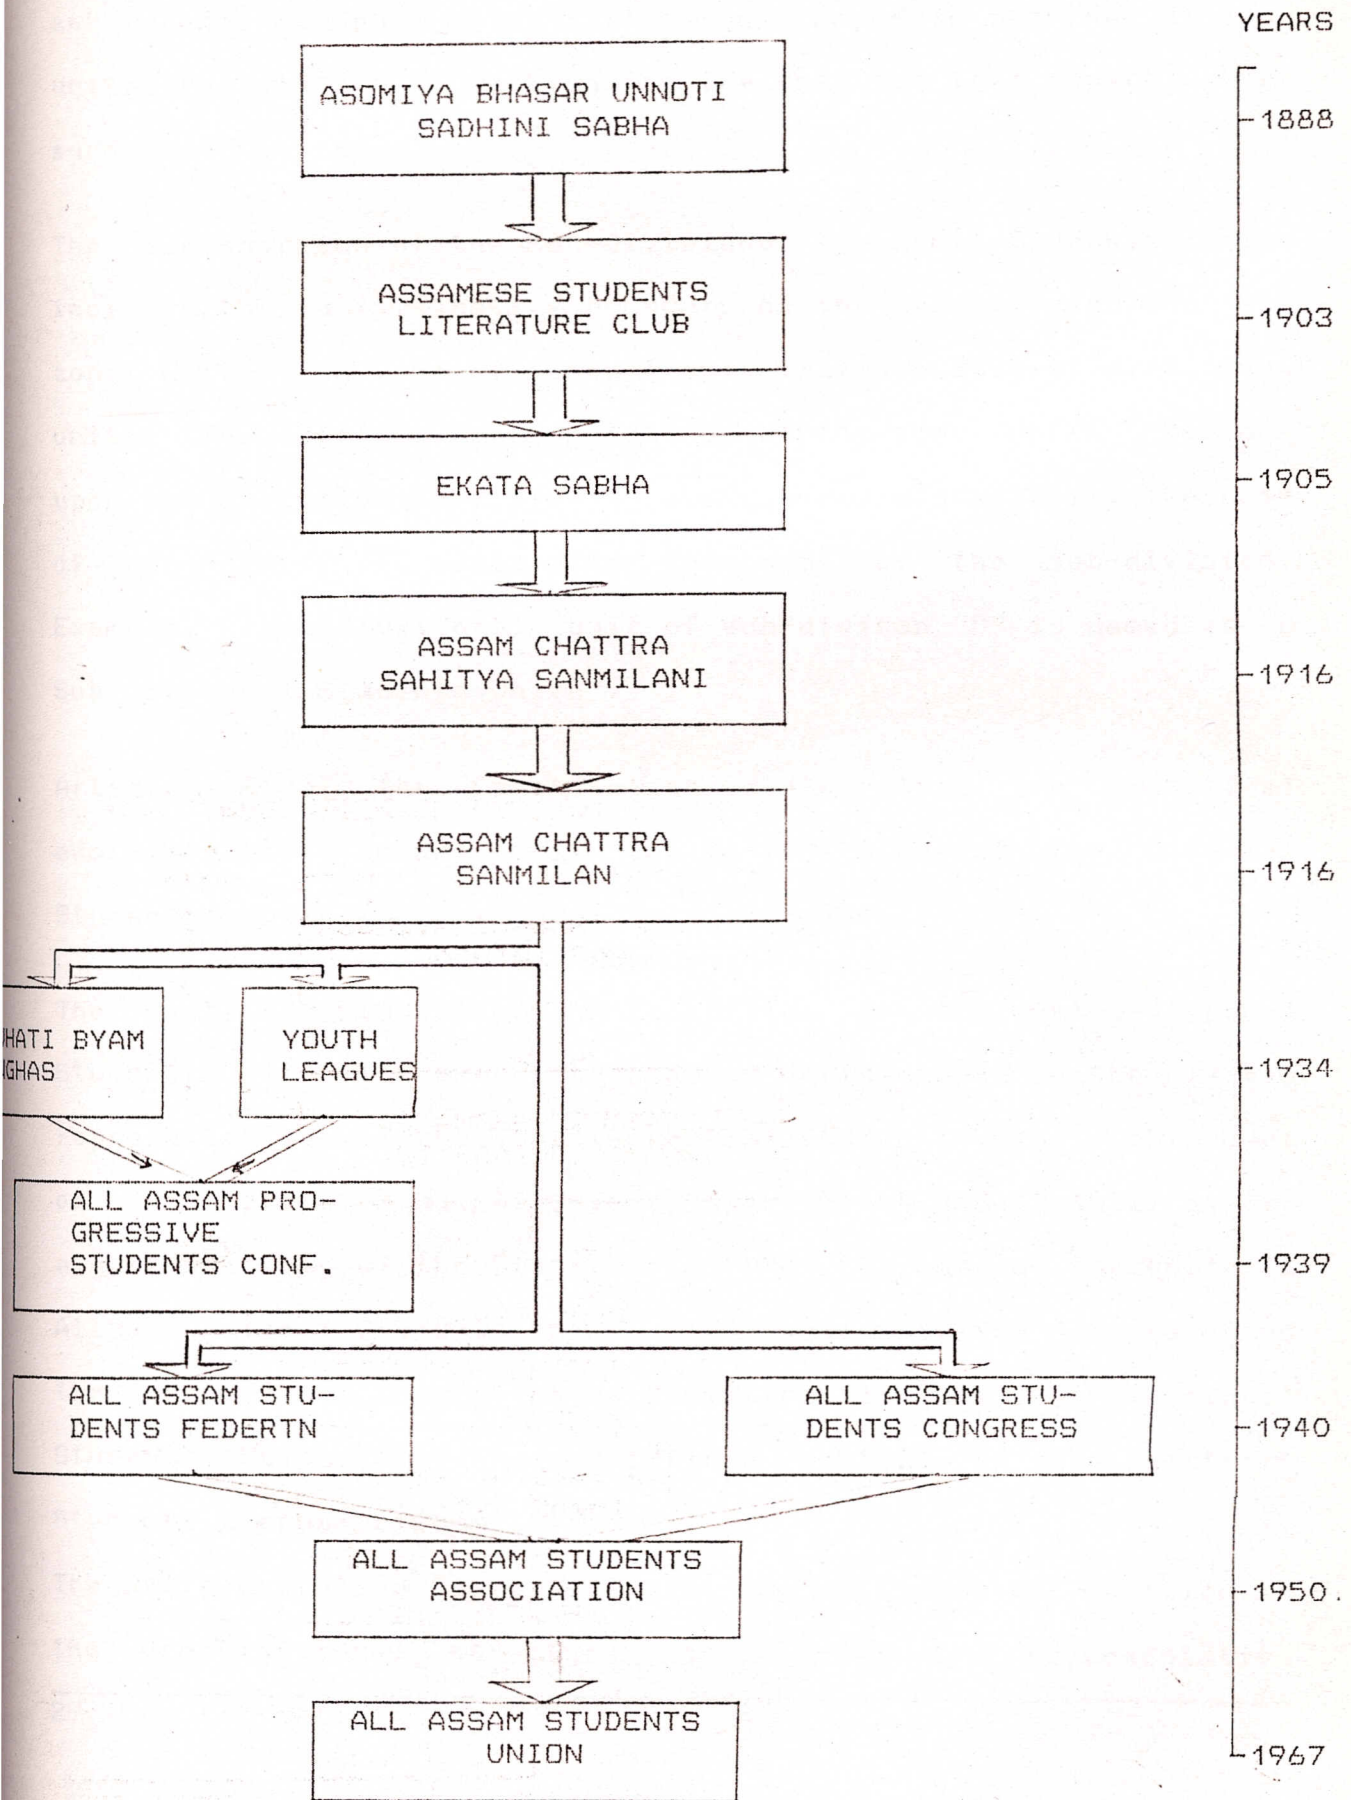 YEARS
ASOMIYA BHASAR UNNOTI
SADHINI SABHA
1888
ASSAMESE STUDENTS
LITERATURE CLUB
1903
EKATA SABHA
1905
ASSAM CHATTRA
SAHITYA SANMILANI
1916
ASSAM CHATTRA
SANMILAN
1916
BYAM
YOUTH
LEAGUES
1934
ALL ASSAM PRO-
GRESSIVE
STUDENTS CONF.
1939
ALL ASSAM STU-
DENTS FEDERTN
ALL ASSAM STU-
DENTS CONGRESS
1940
ALL ASSAM STUDENTS
ASSOCIATION
1950.
ALL ASSAM STUDENTS
UNION
1967